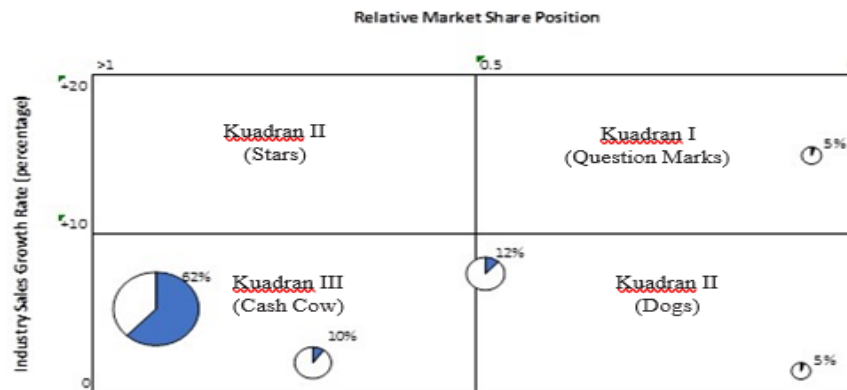 Relative Market Share Position
>1
0.5
+20
Kuadran II
(Stars)
Kuadran I
(Question Marks)
5%
Industry Sales Growth Rate (percentage)
+10
62%
Kuadran III
(Cash Cow)
12%
Kuadran II
(Dogs)
10%
5%
0